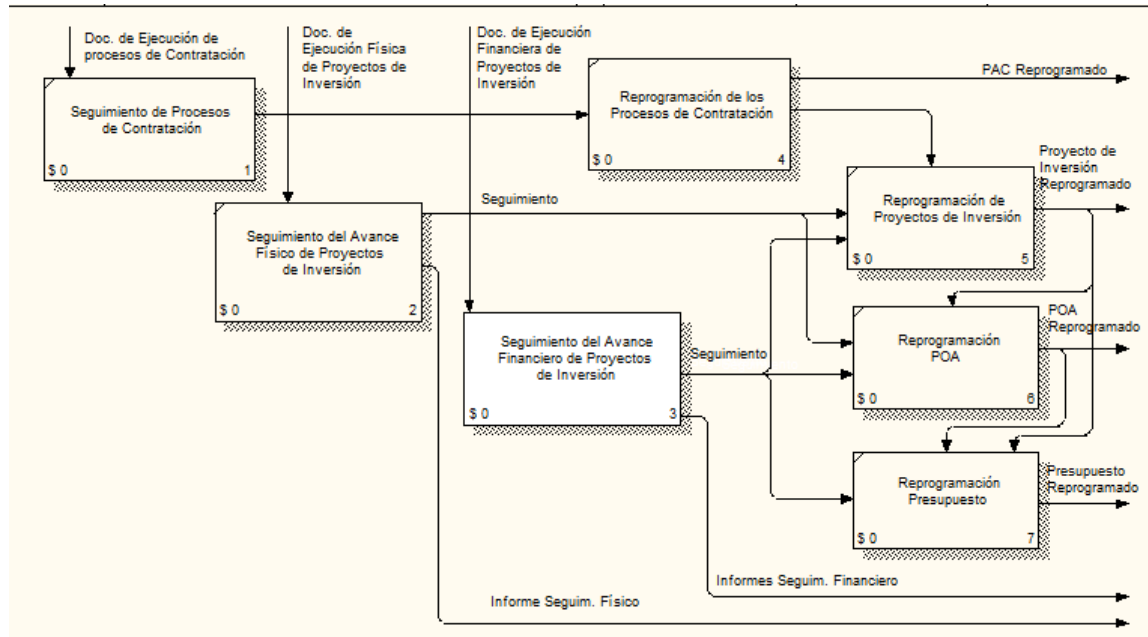 Doc. de Ejecución de
procesos de Contratación
Doc. de
Ejecución Física
de Proyectos de
Inversión
Doc. de Ejecución
Financiera de
Proyectos de
Inversión
Seguimiento de Procesos
de Contratación
$ 0
1
Reprogramación de los
Procesos de Contratación
$ 0
4
PAC Reprogramado
Seguimiento del Avance
Físico de Proyectos
de Inversión
$ 0
2
Seguimiento
Reprogramación de
Proyectos de Inversión
$ 0
5
Proyecto de
Inversión
Reprogramado
Seguimiento del Avance
Financiero de Proyectos
de Inversión
$ 0
3
Seguimiento
Reprogramación
POA
$ 0
6
POA
Reprogramado
Reprogramación
Presupuesto
$ 0
7
Presupuesto
Reprogramado
Informes Seguim. Financiero
Informe Seguim. Físico